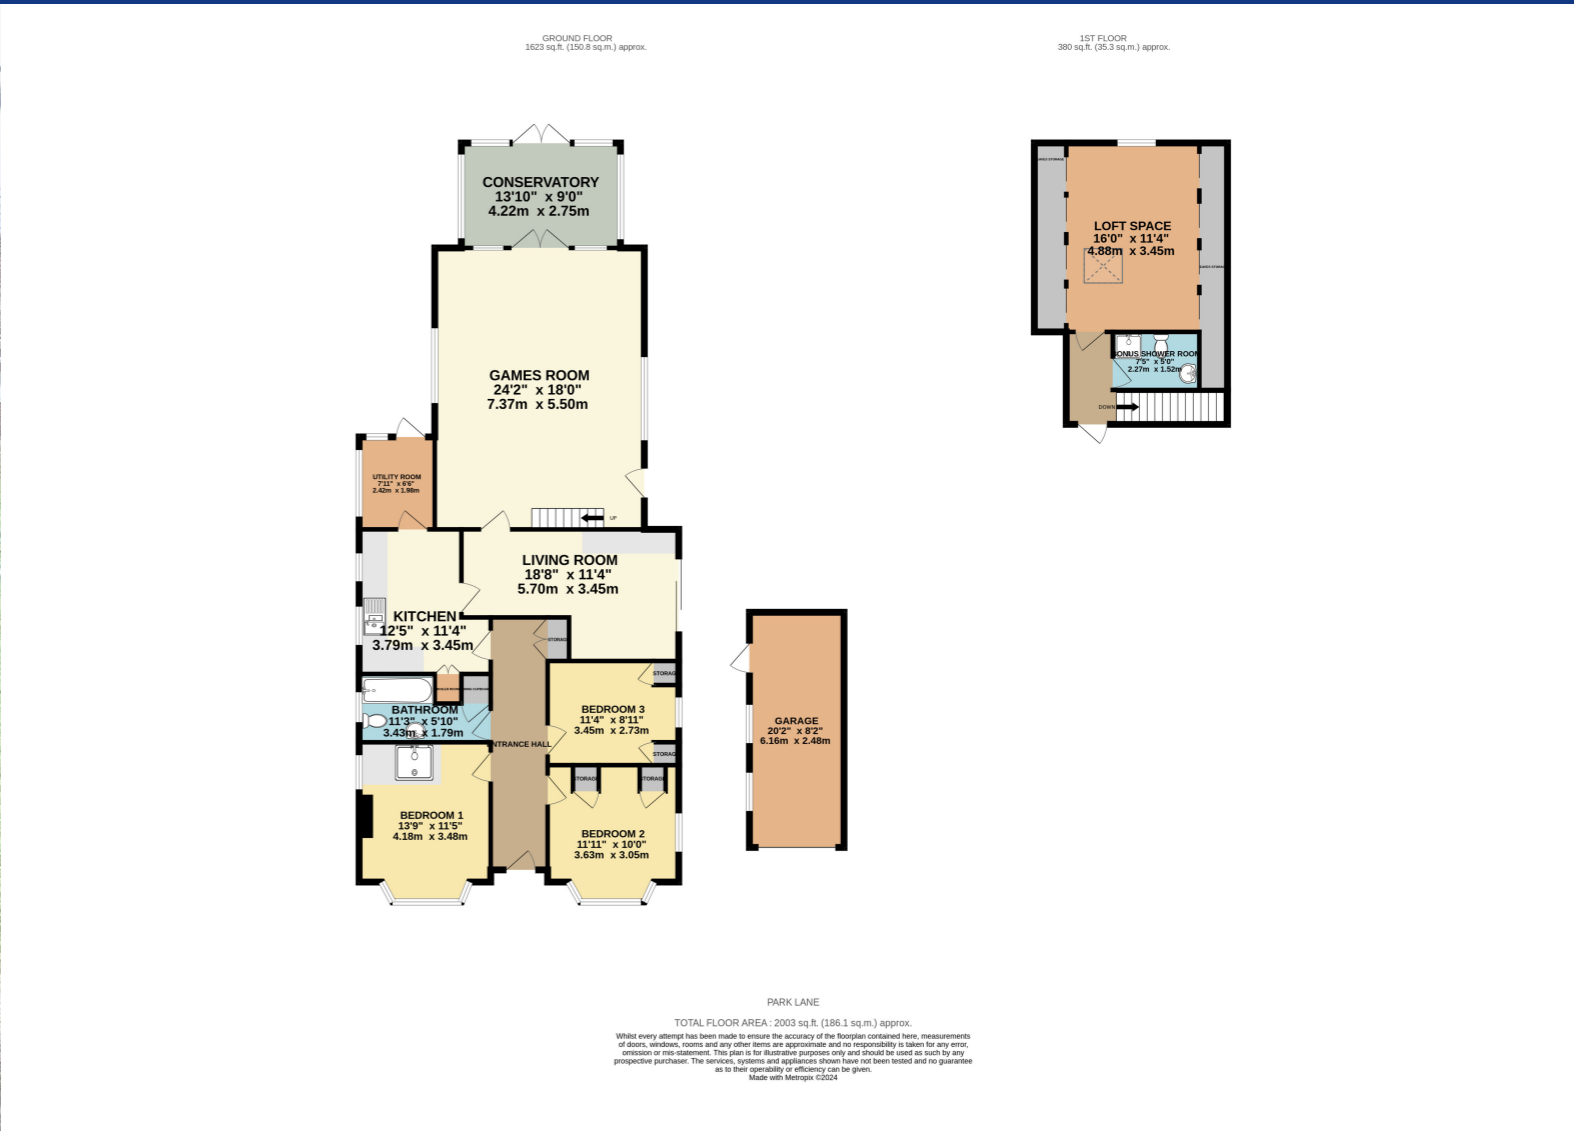 GROUND FLOOR
1623 sq.ft. (150.8 sq.m.) approx.
1ST FLOOR
380 sq.ft. (35.3 sq.m.) approx.
CONSERVATORY
13'10" x 9'0"
4.22m x 2.75m
GAMES ROOM
24'2" x 18'0"
7.37m x 5.50m
UP
UTILITY ROOM
7'11" x 6'6"
2.42m x 1.98m
LIVING ROOM
18'8" x 11'4"
5.70m x 3.45m
KITCHEN
12'5" x 11'4"
3.79m x 3.45m
STORAG
STORAG
BATHROOM
11'3" x 5'10"
3.43m x 1.79m
BEDROOM 3
11'4" x 8'11"
3.45m x 2.73m
ENTRANCE HALL
STORAG
STORAG
STORAG
BEDROOM 1
13'9" x 11'5"
4.18m x 3.48m
BEDROOM 2
11'11" x 10'0"
3.63m x 3.05m
GARAGE
20'2" x 8'2"
6.16m x 2.48m
LOFT SPACE
16'0" x 11'4"
4.88m x 3.45m
BONUS SHOWER ROOM
7'5" x 5'0"
2.27m x 1.52m
DOWN
PARK LANE
TOTAL FLOOR AREA : 2003 sq.ft. (186.1 sq.m.) approx.
Whilst every attempt has been made to ensure the accuracy of the floorplan contained here, measurements
of doors, windows, rooms and any other items are approximate and no responsibility is taken for any error,
omission or mis-statement. This plan is for illustrative purposes only and should be used as such by any
prospective purchaser. The services, systems and appliances shown have not been tested and no guarantee
as to their operability or efficiency can be given.
Made with Metropix ©2024